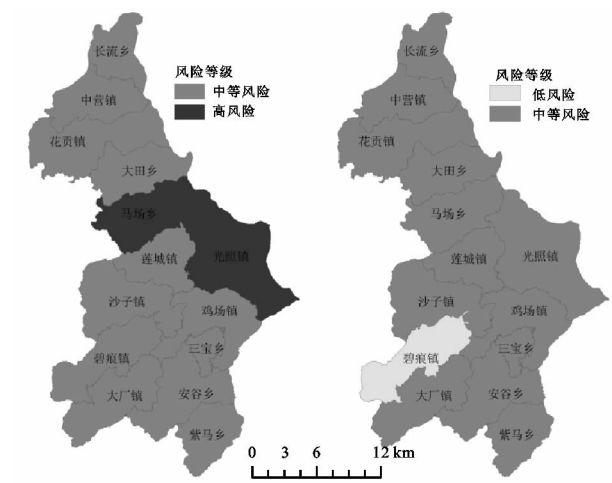 长流乡
中营镇
花贡镇
大田乡
马场乡
莲城镇
光照镇
沙子镇
鸡场镇
三宝乡
碧痕镇
大厂镇
安谷乡
紫马乡
风险等级
中等风险
高风险
长流乡
中营镇
花贡镇
大田乡
马场乡
莲城镇
光照镇
沙子镇
鸡场镇
三宝乡
碧痕镇
大厂镇
安谷乡
紫马乡
风险等级
低风险
中等风险
0 3 6 12 km